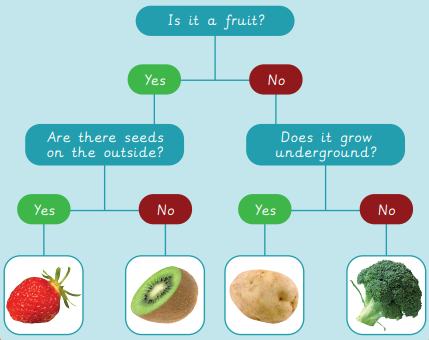 Is it a fruit?
Yes
No
Are there seeds
on the outside?
Does it grow
underground?
Yes
No
Yes
No